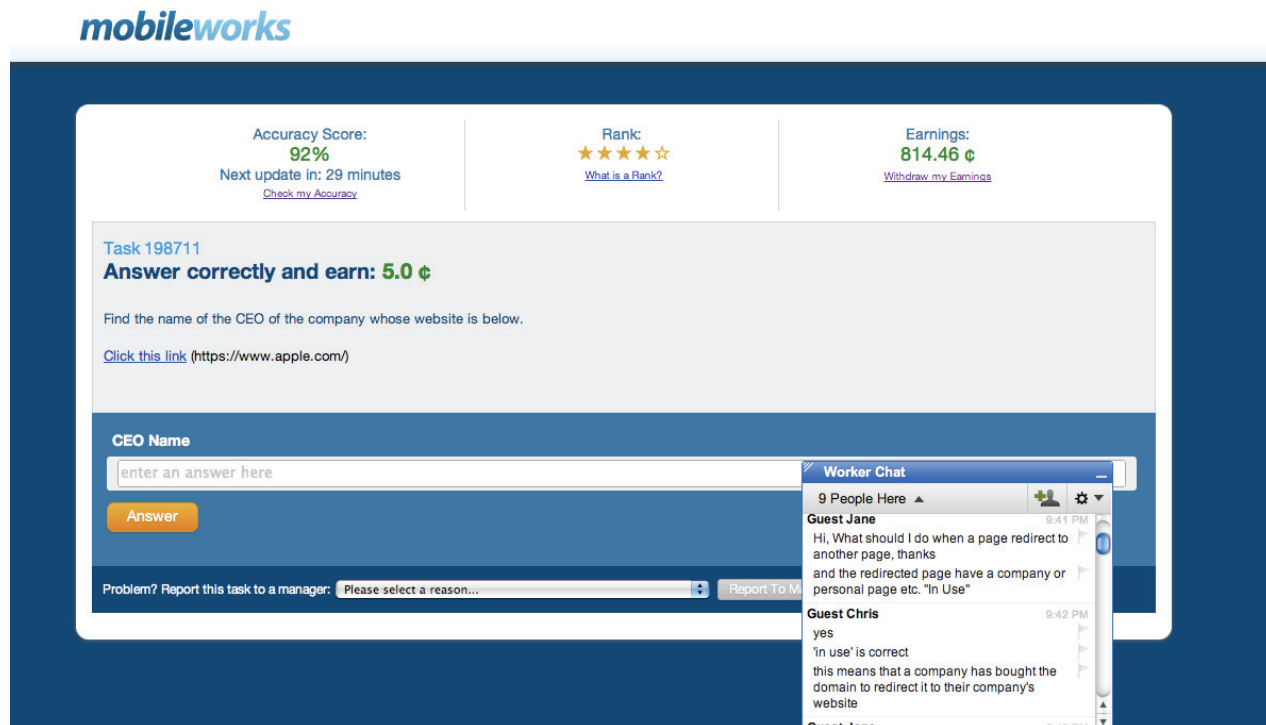 mobileworks
Accuracy Score:
92%
Next update in: 29 minutes
Check my Accuracy
Rank:
★★★★☆
What is a Rank?
Earnings:
814.46 ¢
Withdraw my Earnings
Task 198711
Answer correctly and earn: 5.0 ¢
Find the name of the CEO of the company whose website is below.
Click this link (https://www.apple.com/)
CEO Name
enter an answer here
Answer
Problem? Report this task to a manager: Please select a reason...
Report To
Worker Chat
9 People Here
Guest Jane 9:41 PM
Hi, What should I do when a page redirect to
another page, thanks
and the redirected page have a company or
personal page etc. "In Use"
Guest Chris 9:42 PM
yes
'in use' is correct
this means that a company has bought the
domain to redirect it to their company's
website